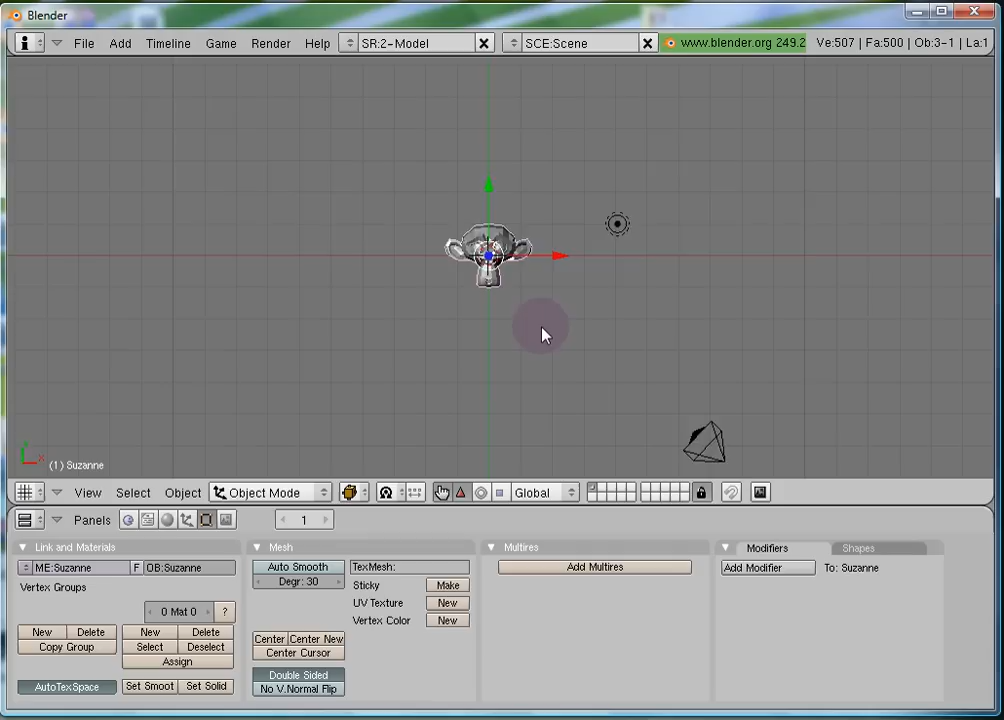 Blender
File Add Timeline Game Render Help SR:2-Model SCE:Scene www.blender.org 249.2 Ve:507 | Fa:500 | Ob:3-1 | La:1
(1) Suzanne
View Select Object Object Mode Global
Panels 1
Link and Materials Mesh Multires Modifiers Shapes
ME:Suzanne F OB:Suzanne Auto Smooth TexMesh: Add Multires Add Modifier To: Suzanne
Degr: 30
Vertex Groups Sticky Make
0 Mat 0 ? UV Texture New
Vertex Color New
New Delete New Delete Center Center New
Copy Group Select Deselect Center Cursor
Assign
Double Sided
AutoTexSpace Set Smoot Set Solid No V.Normal Flip